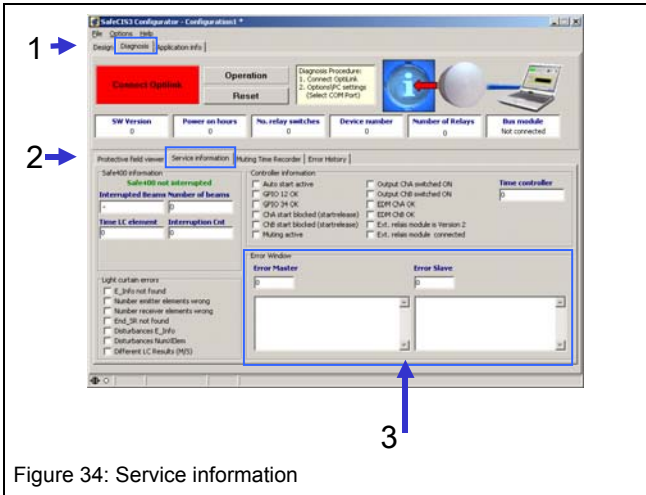 SafeCIS3 Configurator - Configuration1 *
File Options Help
1
Design Diagnosis Application info
Connect Optilink
Operation
Reset
Diagnosis Procedure:
1. Connect OptiLink
2. Options\PC settings
(Select COM Port)
SW Version Power on hours No. relay switches Device number Number of Relays Bus module
0 0 0 0 0 Not connected
2
Protective field viewer Service information Muting Time Recorder Error History
Safe400 information
Safe400 not interrupted
Interrupted Beams Number of beams
- 0
Time LC element Interruption Cnt
0 0
Controller information
Auto start active
GPIO 12 OK
GPIO 34 OK
ChA start blocked (startrelease)
ChB start blocked (startrelease)
Muting active
Output ChA switched ON
Output ChB switched ON
EDM ChA OK
EDM ChB OK
Ext. relais module is Version 2
Ext. relais module connected
Time controller
0
Light curtain errors
E_Info not found
Number emitter elements wrong
Number receiver elements wrong
End_SR not found
Disturbances E_Info
Disturbances NumXElem
Different LC Results (M/S)
Error Window
Error Master Error Slave
0 0
3
Figure 34: Service information